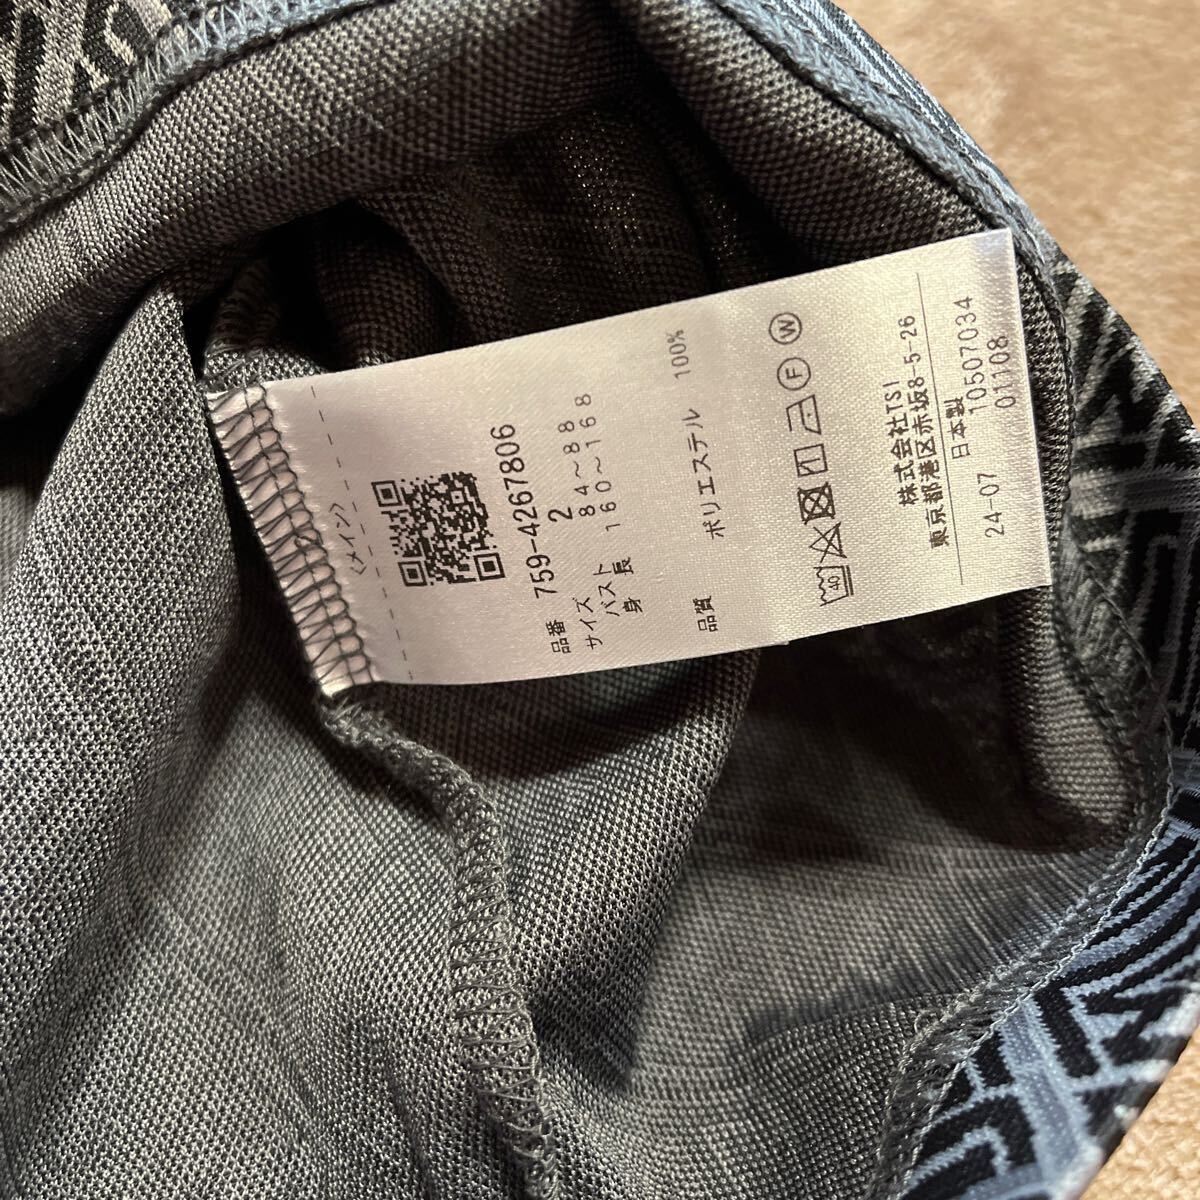 〈メイン〉
品番 759-4267806
サイズ 2
バスト 84～88
身長 160～168
品質 ポリエステル 100%
40
F
W
株式会社TSI
東京都港区赤坂8-5-26
日本製
24-07 10507034
01108